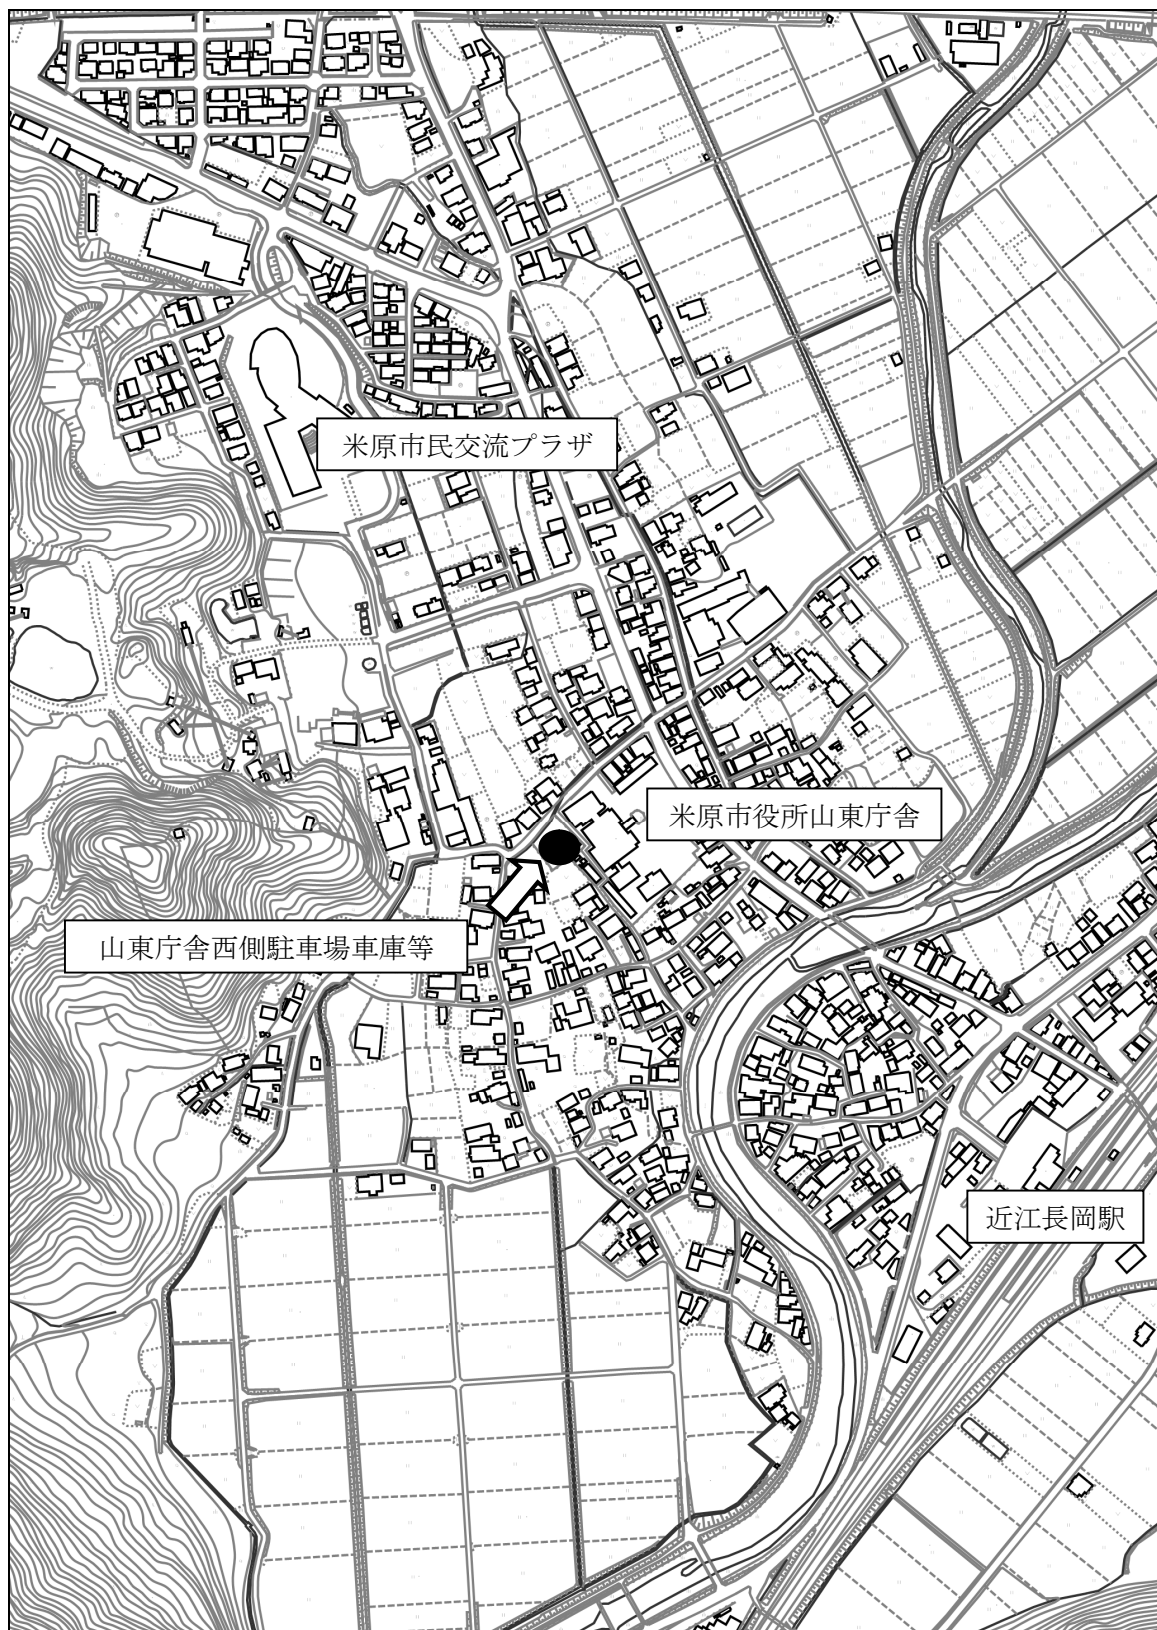 米原市民交流プラザ
米原市役所山東庁舎
山東庁舎西側駐車場車庫等
近江長岡駅